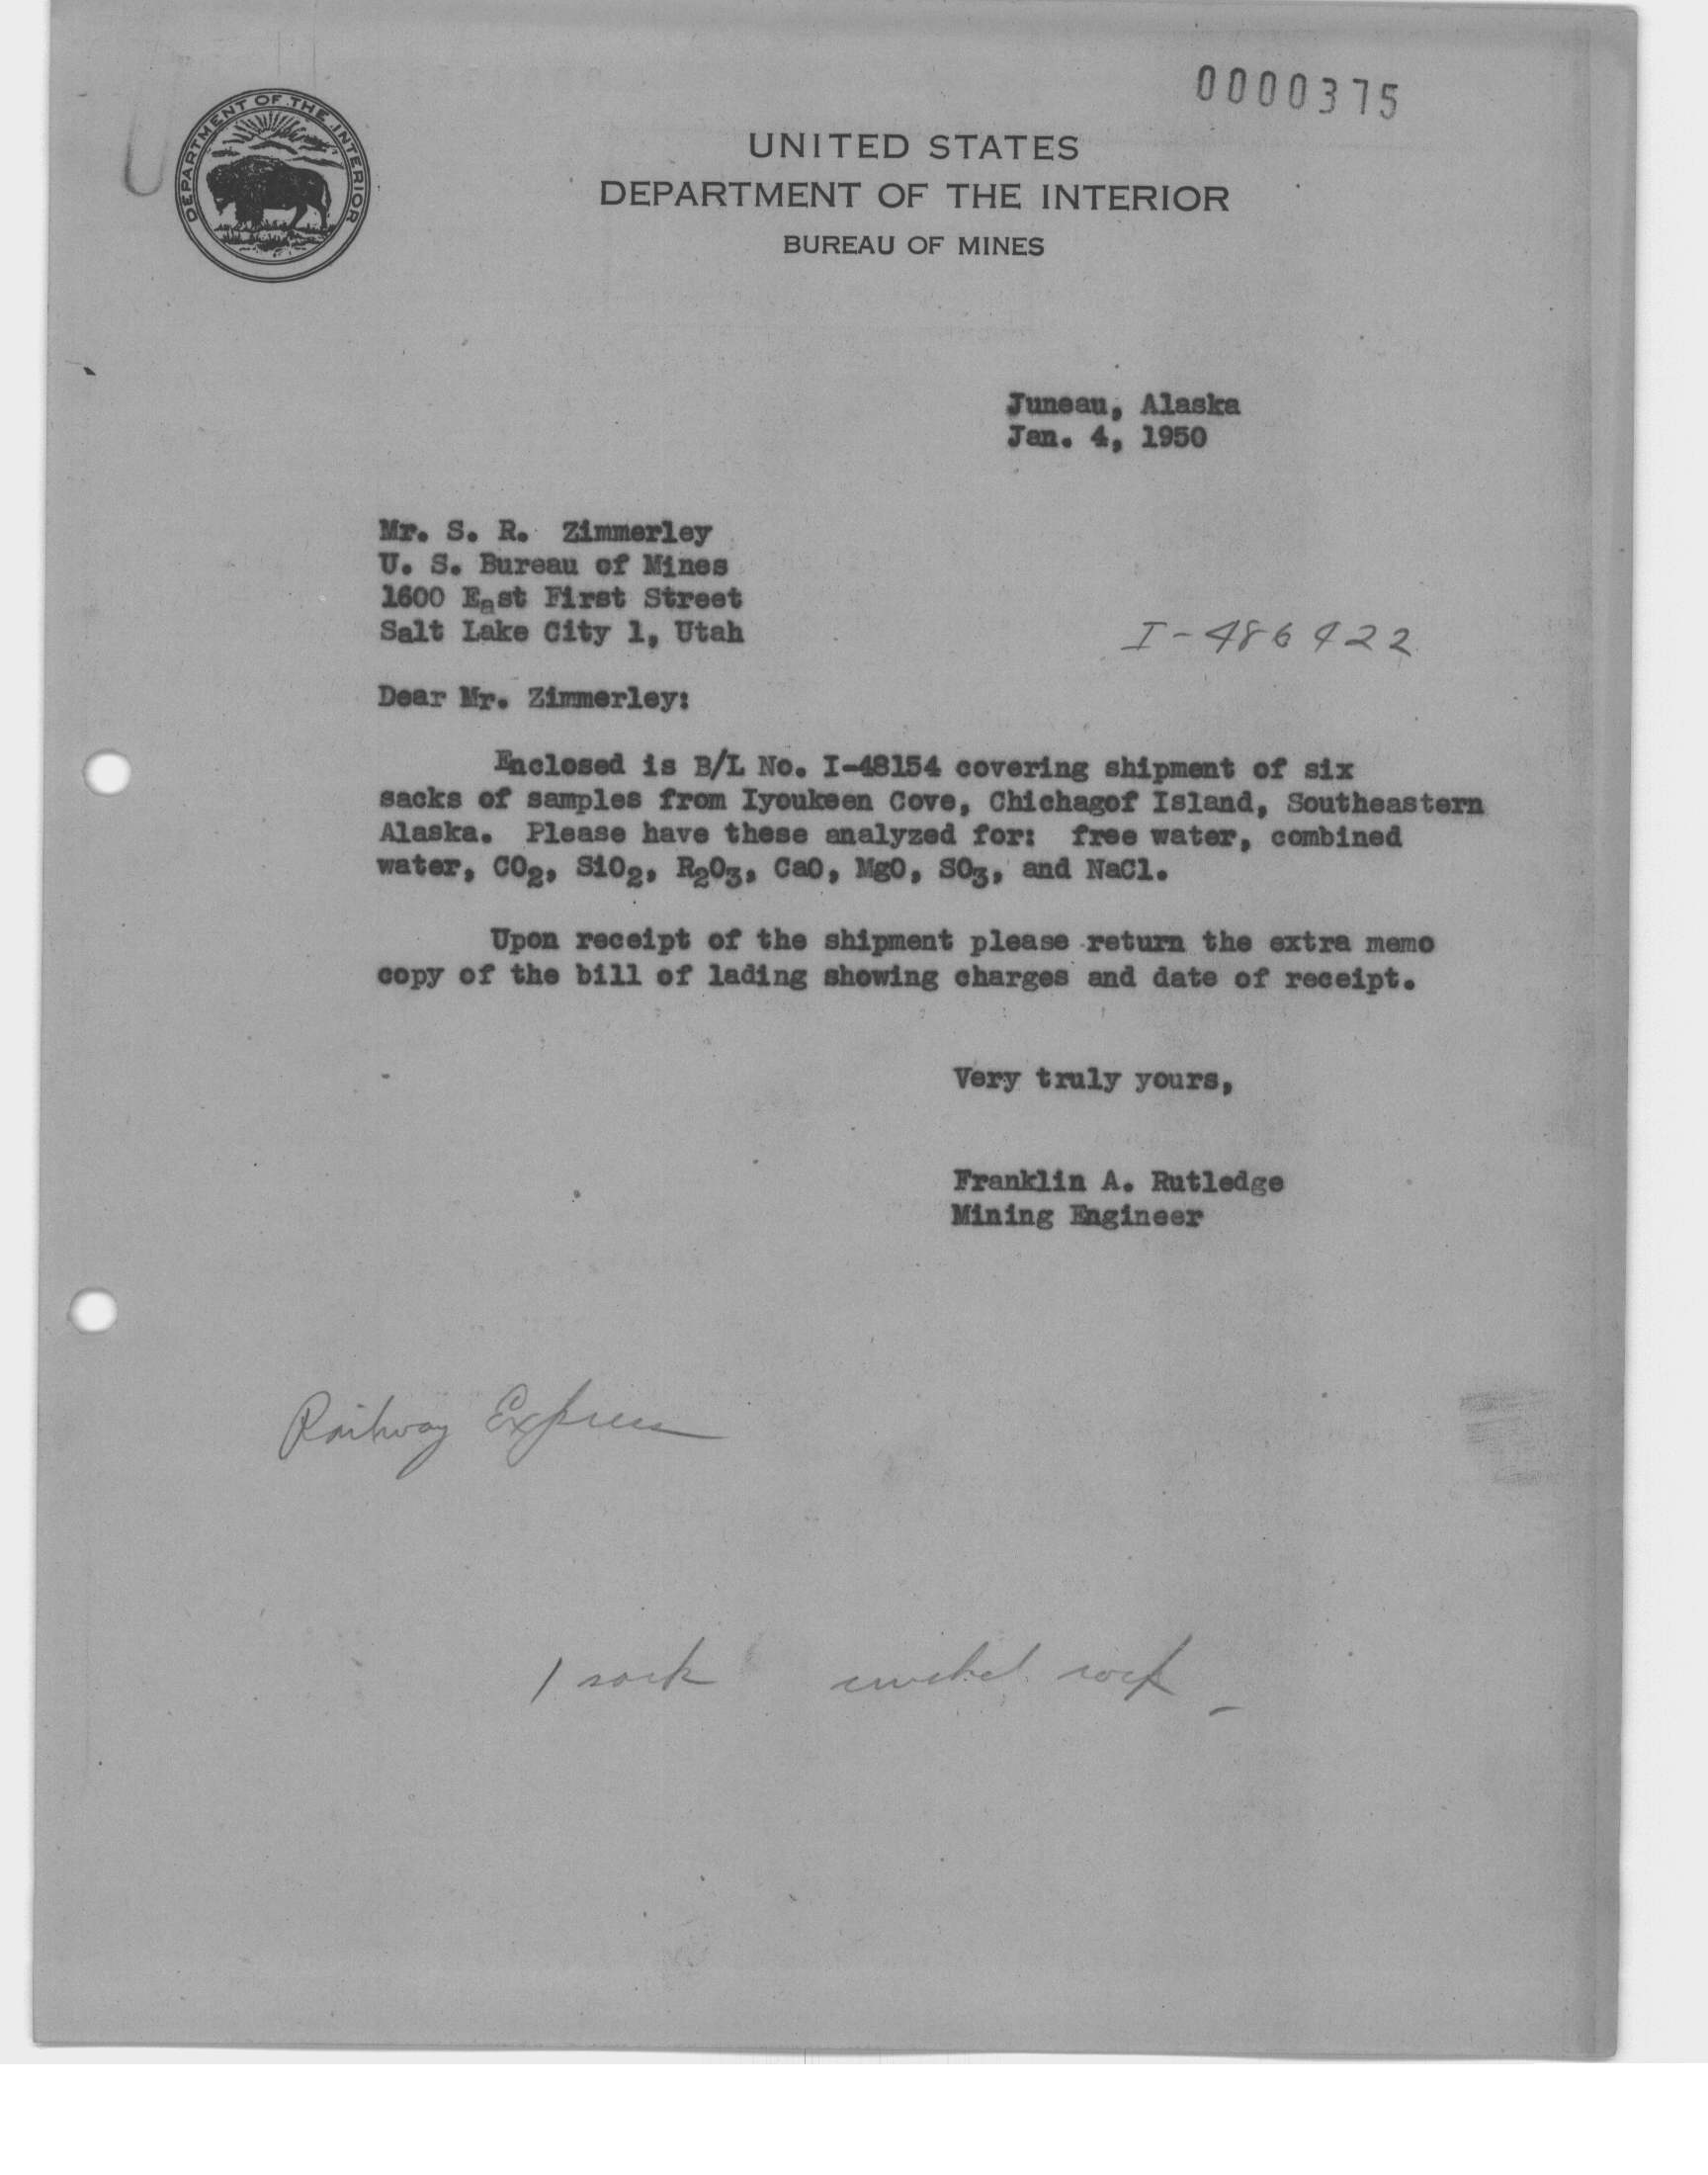 0000375
DEPARTMENT OF THE INTERIOR
UNITED STATES
DEPARTMENT OF THE INTERIOR
BUREAU OF MINES
Juneau, Alaska
Jan. 4, 1950
Mr. S. R. Zimmerley
U. S. Bureau of Mines
1600 East First Street
Salt Lake City 1, Utah
I-486422
Dear Mr. Zimmerley:
Enclosed is B/L No. I-48154 covering shipment of six
sacks of samples from Iyoukeen Cove, Chichagof Island, Southeastern
Alaska. Please have these analyzed for: free water, combined
water, CO₂, SiO₂, R₂O₃, CaO, MgO, SO₃, and NaCl.
Upon receipt of the shipment please return the extra memo
copy of the bill of lading showing charges and date of receipt.
Very truly yours,
Franklin A. Rutledge
Mining Engineer
Railway Express
1 sack